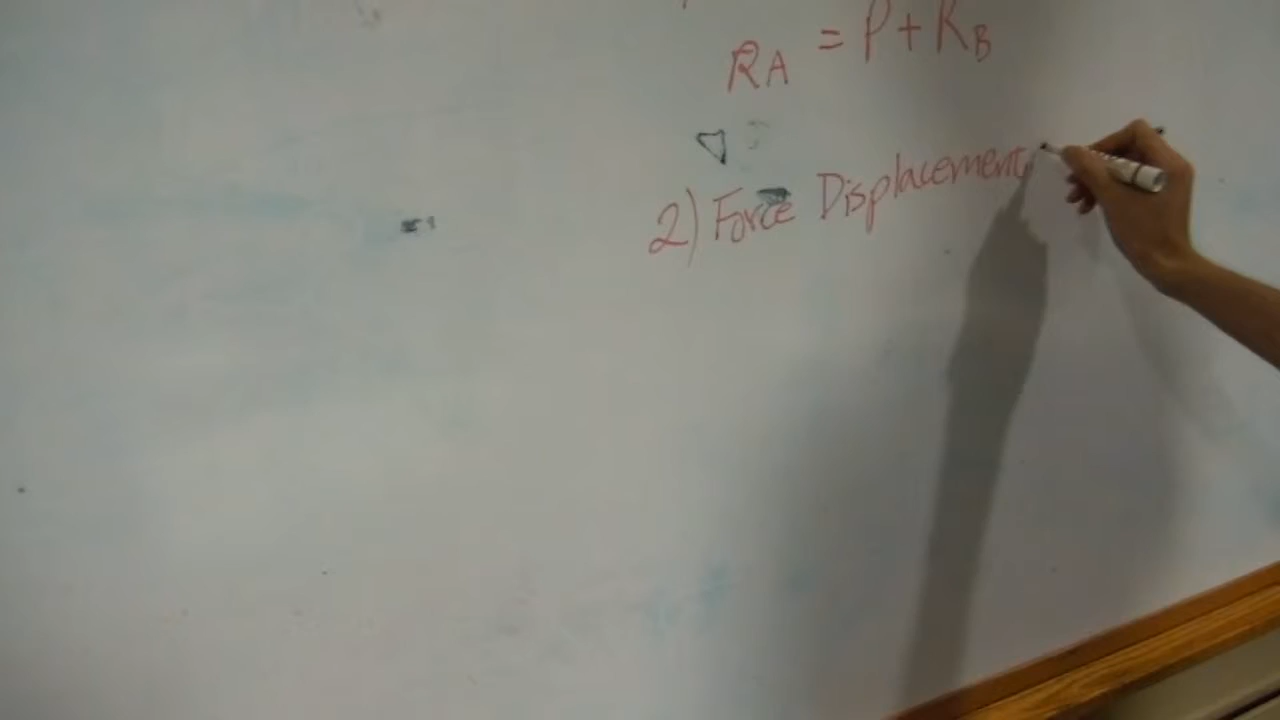 RA = P + RB
2) Force Displacement